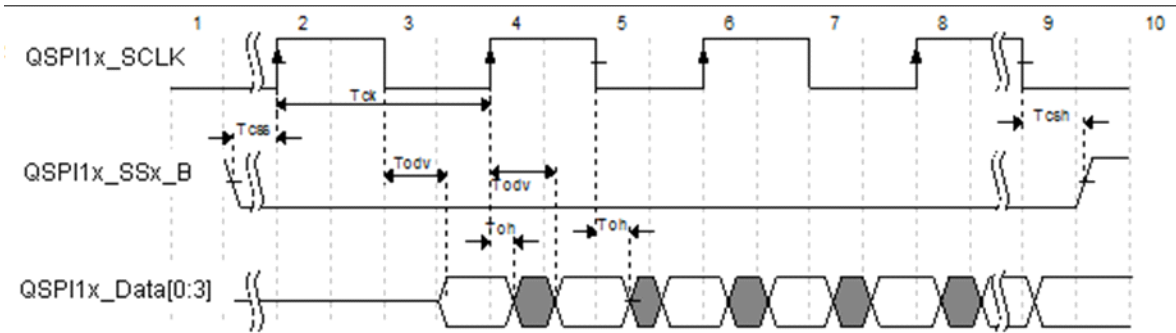 1 2 3 4 5 6 7 8 9 10
QSPI1x_SCLK
Tck
Tcss
Tcsh
QSPI1x_SSx_B
Todv
Todv
Toh
Toh
QSPI1x_Data[0:3]